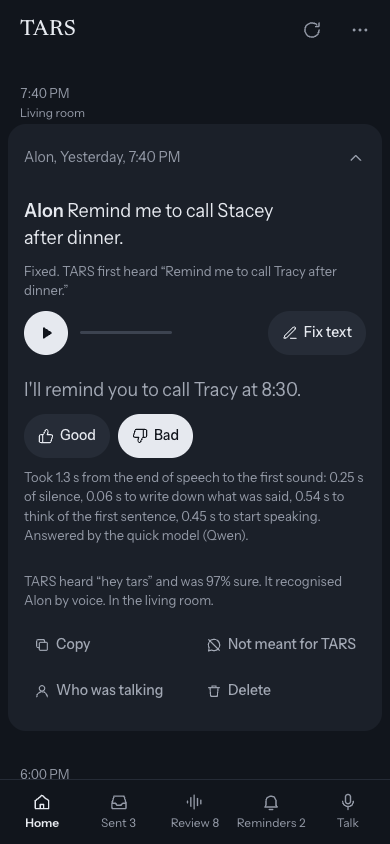 TARS
7:40 PM
Living room
Alon, Yesterday, 7:40 PM
Alon Remind me to call Stacey
after dinner.
Fixed. TARS first heard “Remind me to call Tracy after
dinner.”
Fix text
I'll remind you to call Tracy at 8:30.
Good
Bad
Took 1.3 s from the end of speech to the first sound: 0.25 s
of silence, 0.06 s to write down what was said, 0.54 s to
think of the first sentence, 0.45 s to start speaking.
Answered by the quick model (Qwen).
TARS heard “hey tars” and was 97% sure. It recognised
Alon by voice. In the living room.
Copy
Not meant for TARS
Who was talking
Delete
6:00 PM
Home
Sent 3
Review 8
Reminders 2
Talk